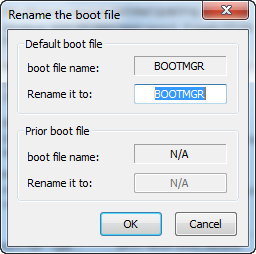 Rename the boot file
Default boot file
boot file name: BOOTMGR
Rename it to: BOOTMGR
Prior boot file
boot file name: N/A
Rename it to: N/A
OK Cancel